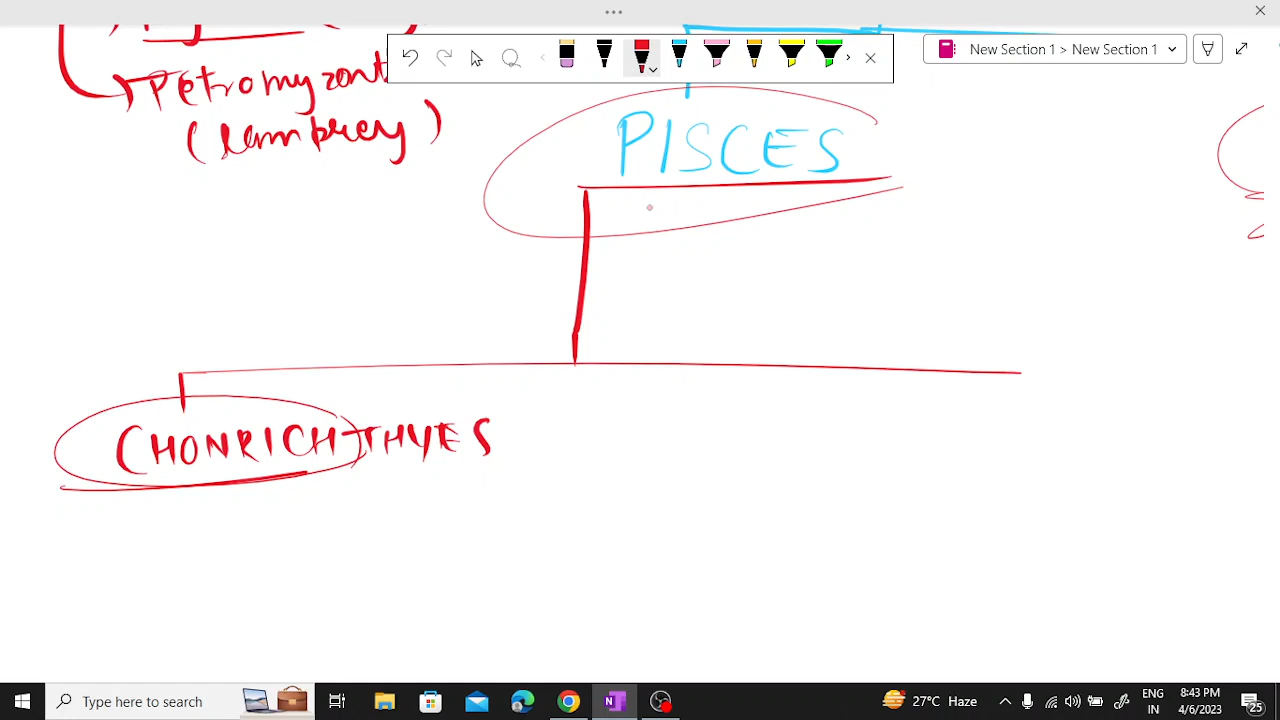 New Section 1 > New Section 1
Petromyzont
(lamprey)
PISCES
CHONRICHTHYES
Type here to search
27°C Haze
ENG
IN
8:43 PM
4/6/2023
25